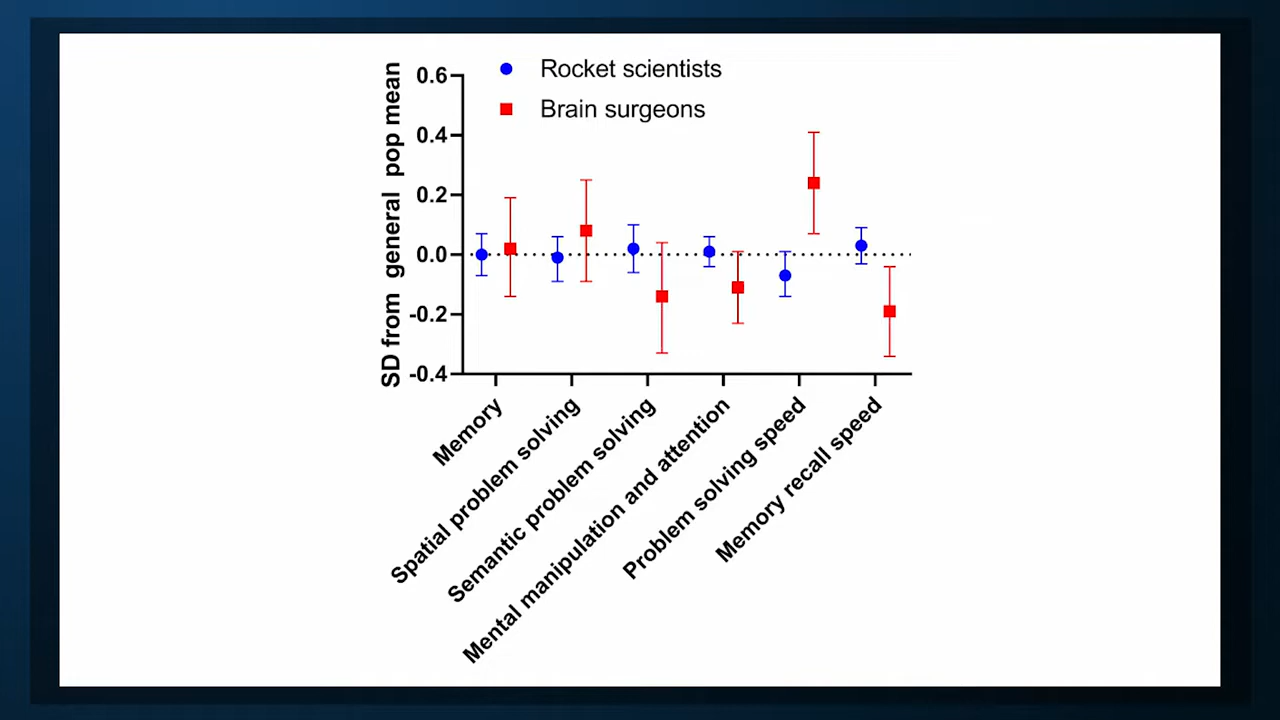 Rocket scientists
Brain surgeons
SD from general pop mean
0.6
0.4
0.2
0.0
-0.2
-0.4
Memory
Spatial problem solving
Semantic problem solving
Mental manipulation and attention
Problem solving speed
Memory recall speed